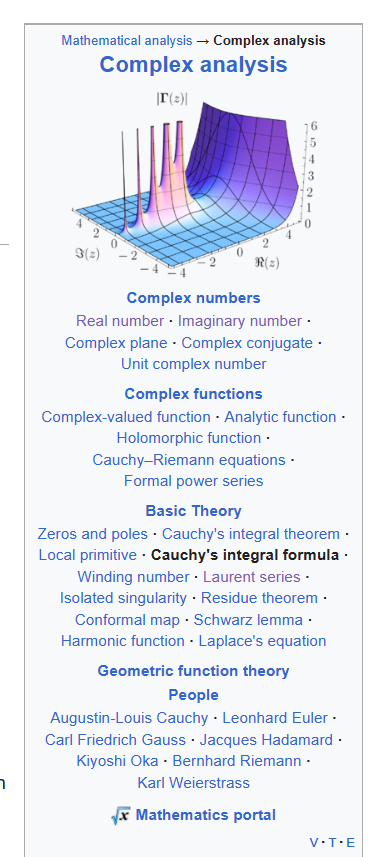 Mathematical analysis → Complex analysis
Complex analysis
|Γ(z)|
6
5
4
3
2
1
0
4
2
0
−2
−4
ℑ(z)
−4
−2
0
2
4
ℜ(z)
Complex numbers
Real number · Imaginary number ·
Complex plane · Complex conjugate ·
Unit complex number
Complex functions
Complex-valued function · Analytic function ·
Holomorphic function ·
Cauchy–Riemann equations ·
Formal power series
Basic Theory
Zeros and poles · Cauchy's integral theorem ·
Local primitive · Cauchy's integral formula ·
Winding number · Laurent series ·
Isolated singularity · Residue theorem ·
Conformal map · Schwarz lemma ·
Harmonic function · Laplace's equation
Geometric function theory
People
Augustin-Louis Cauchy · Leonhard Euler ·
Carl Friedrich Gauss · Jacques Hadamard ·
Kiyoshi Oka · Bernhard Riemann ·
Karl Weierstrass
√x Mathematics portal
V · T · E